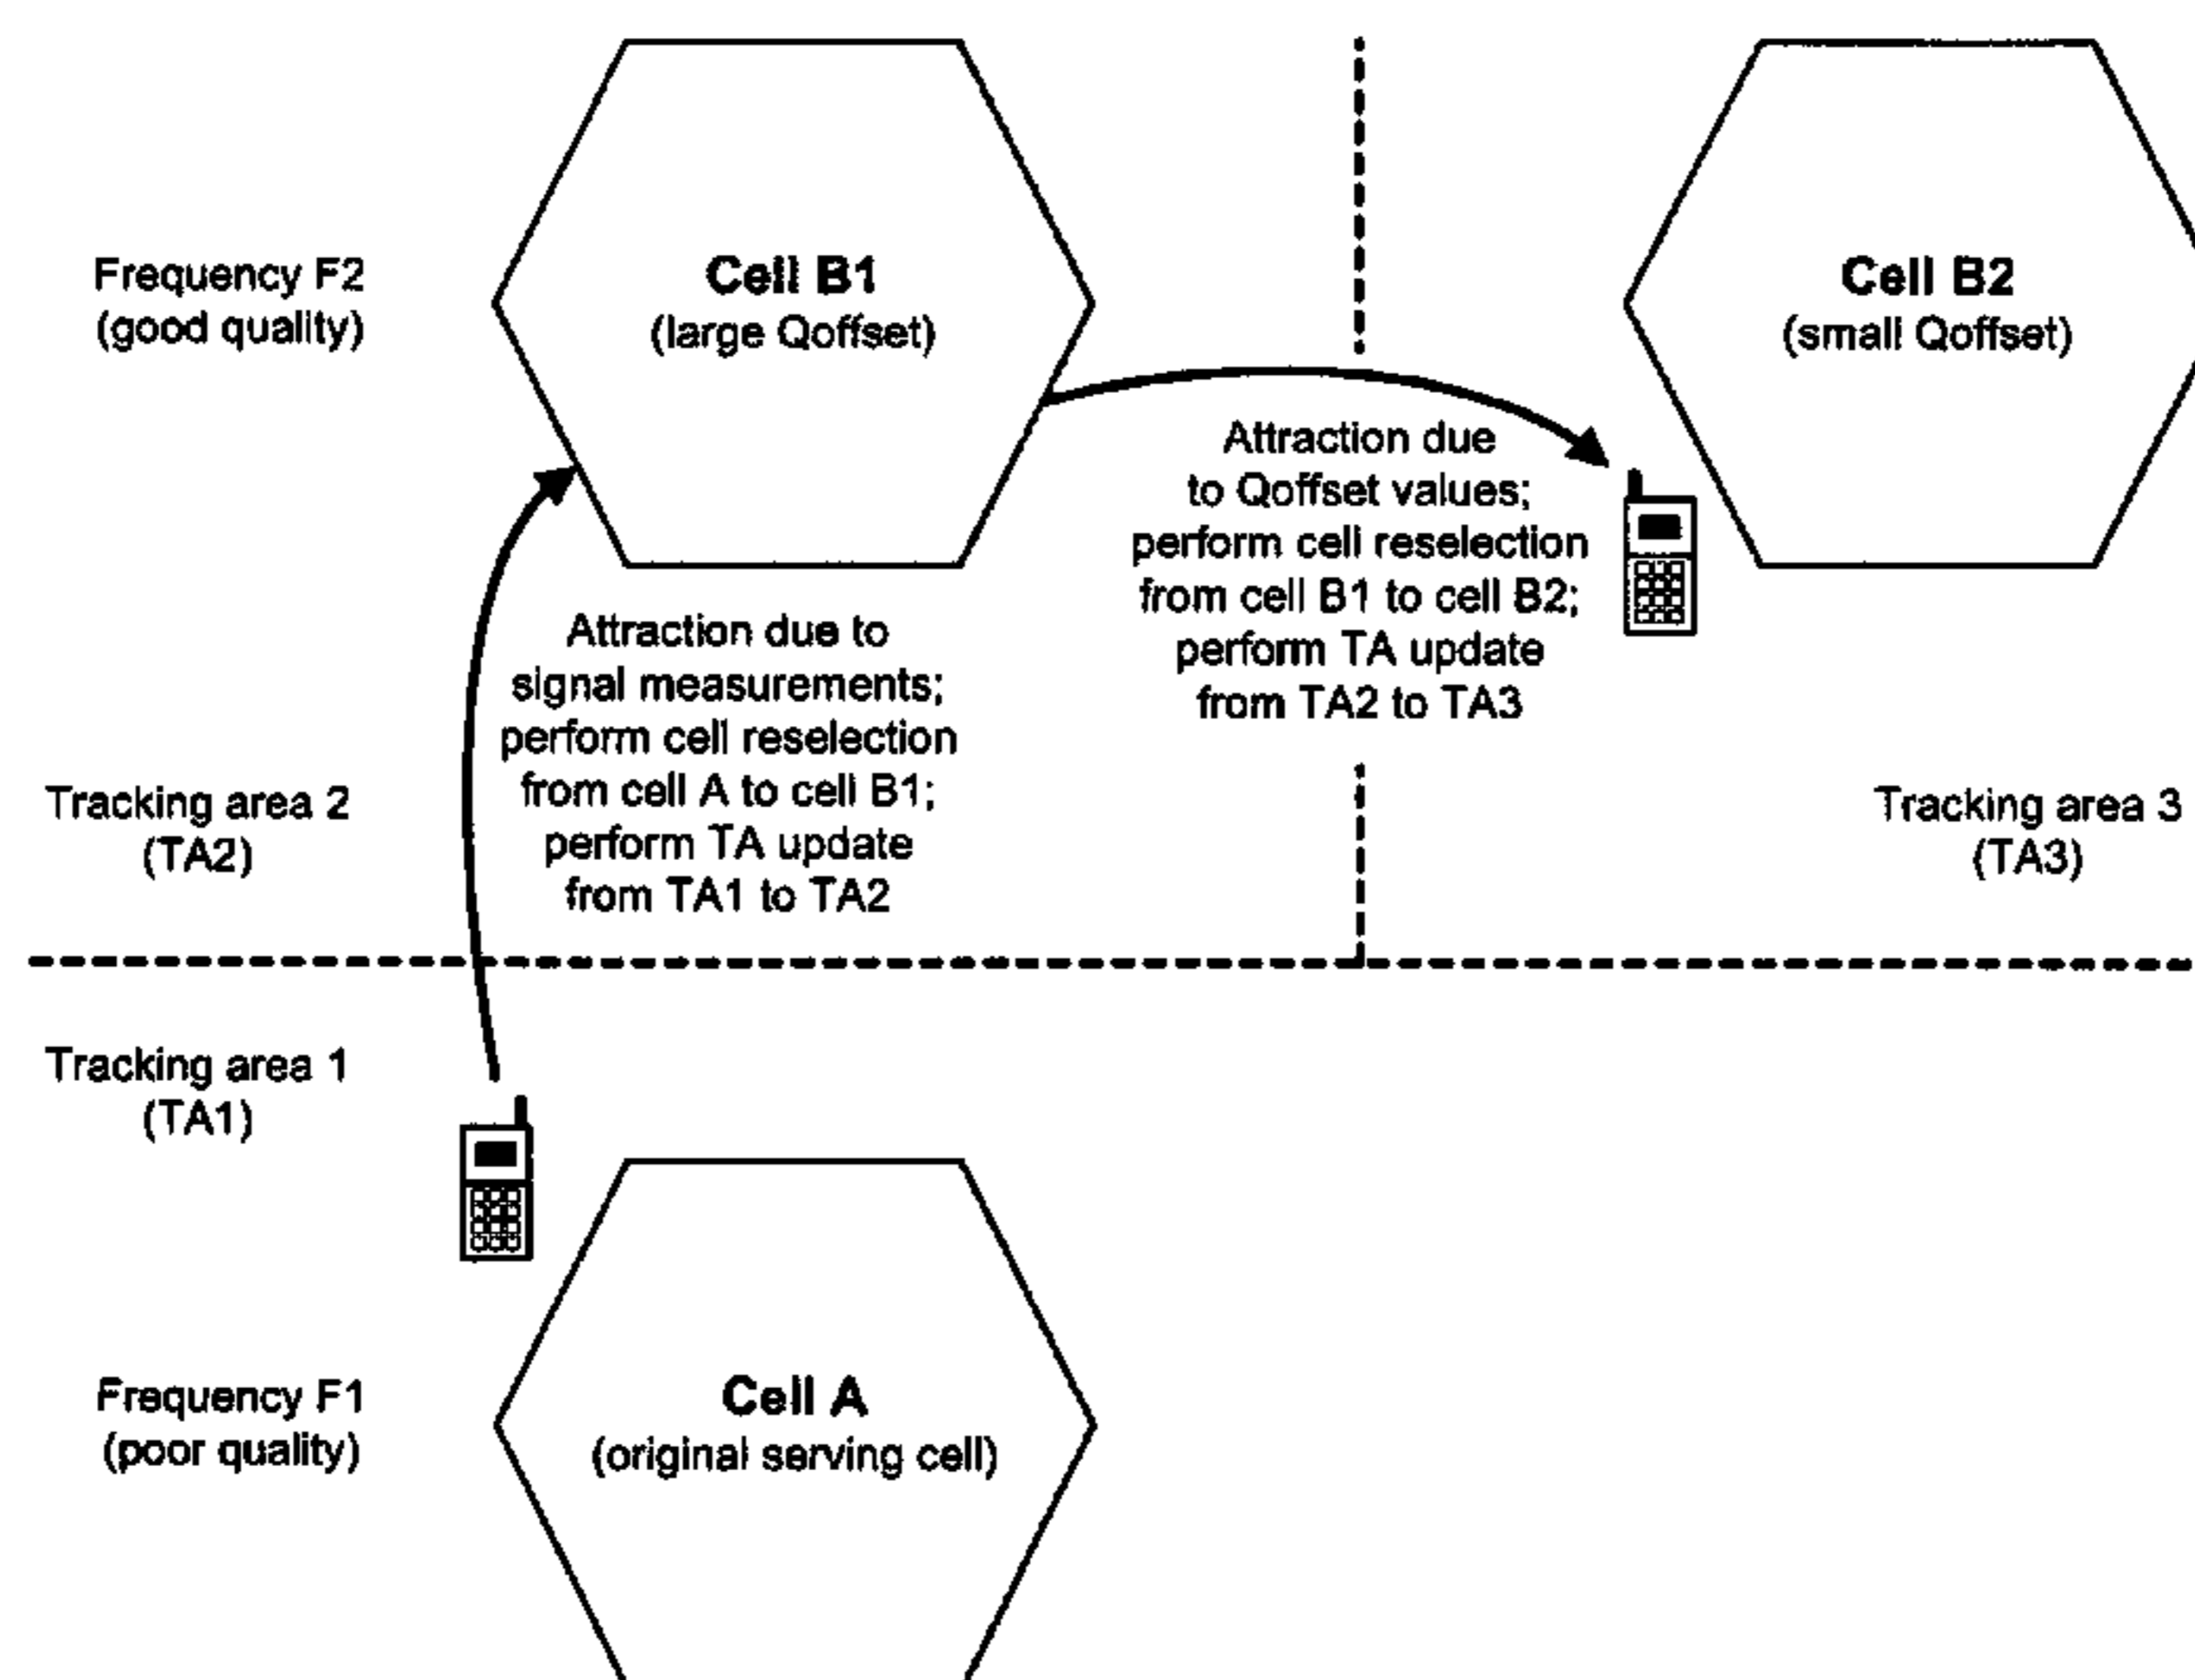 Frequency F2
(good quality)
Cell B1
(large Qoffset)
Cell B2
(small Qoffset)
Attraction due
to Qoffset values;
perform cell reselection
from cell B1 to cell B2;
perform TA update
from TA2 to TA3
Attraction due to
signal measurements;
perform cell reselection
from cell A to cell B1;
perform TA update
from TA1 to TA2
Tracking area 2
(TA2)
Tracking area 3
(TA3)
Tracking area 1
(TA1)
Frequency F1
(poor quality)
Cell A
(original serving cell)